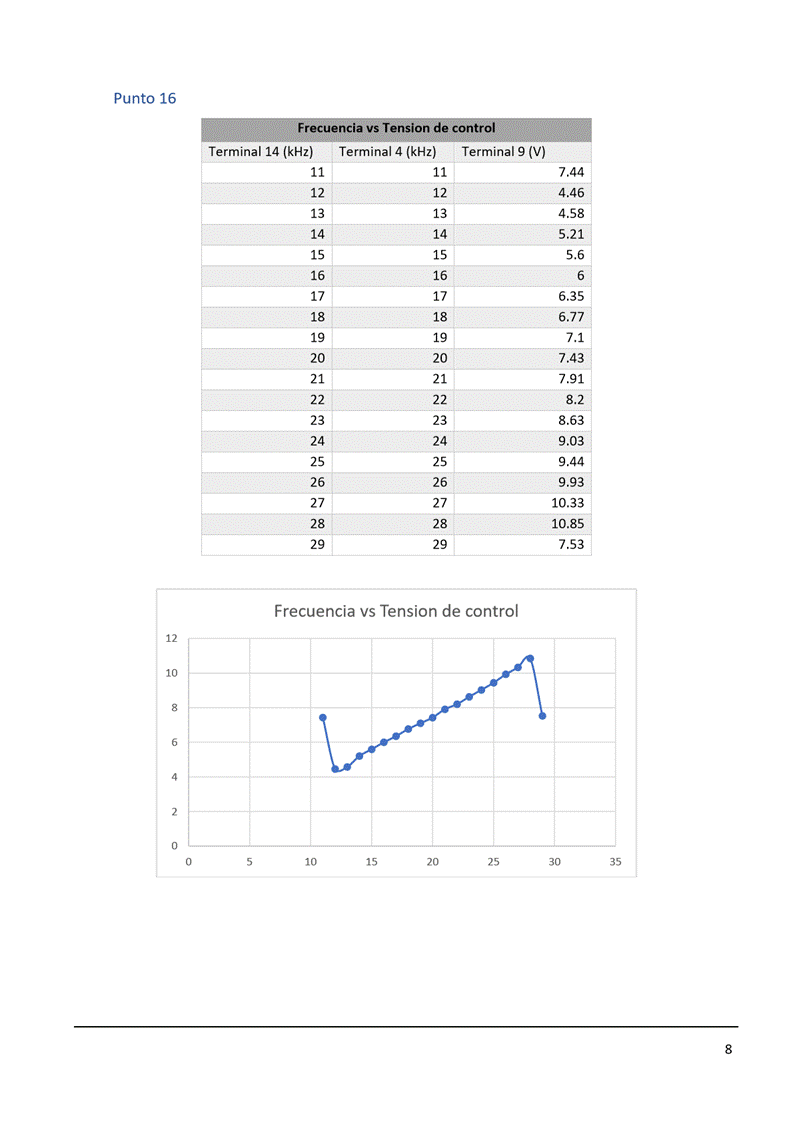 Punto 16
Frecuencia vs Tension de control
Terminal 14 (kHz) Terminal 4 (kHz) Terminal 9 (V)
11 11 7.44
12 12 4.46
13 13 4.58
14 14 5.21
15 15 5.6
16 16 6
17 17 6.35
18 18 6.77
19 19 7.1
20 20 7.43
21 21 7.91
22 22 8.2
23 23 8.63
24 24 9.03
25 25 9.44
26 26 9.93
27 27 10.33
28 28 10.85
29 29 7.53
Frecuencia vs Tension de control
12
10
8
6
4
2
0
0 5 10 15 20 25 30 35
8